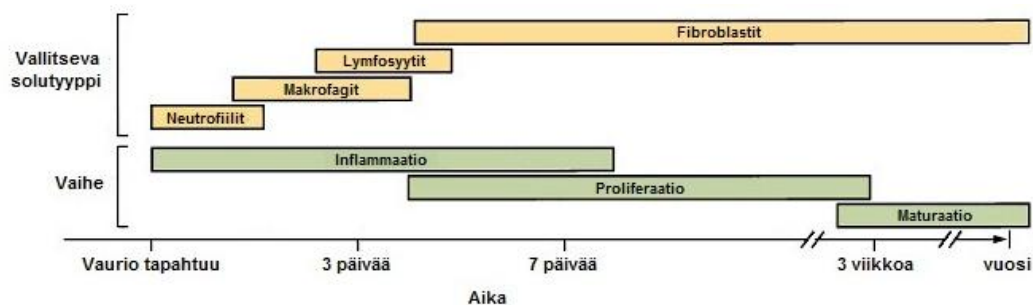 Vallitseva
solutyyppi
Fibroblastit
Lymfosyytit
Makrofagit
Neutrofiilit
Vaihe
Inflammaatio
Proliferaatio
Maturaatio
Vaurio tapahtuu
3 päivää
7 päivää
3 viikkoa
vuosi
Aika